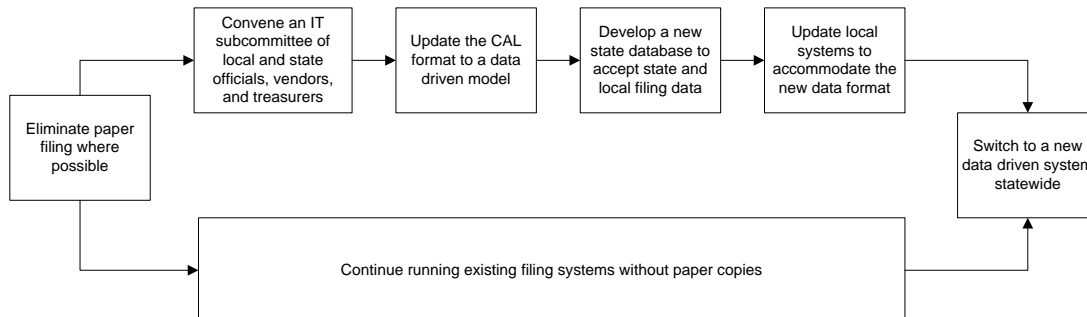 Eliminate paper
filing where
possible
Convene an IT
subcommittee of
local and state
officials, vendors,
and treasurers
Update the CAL
format to a data
driven model
Develop a new
state database to
accept state and
local filing data
Update local
systems to
accommodate the
new data format
Continue running existing filing systems without paper copies
Switch to a new
data driven system
statewide